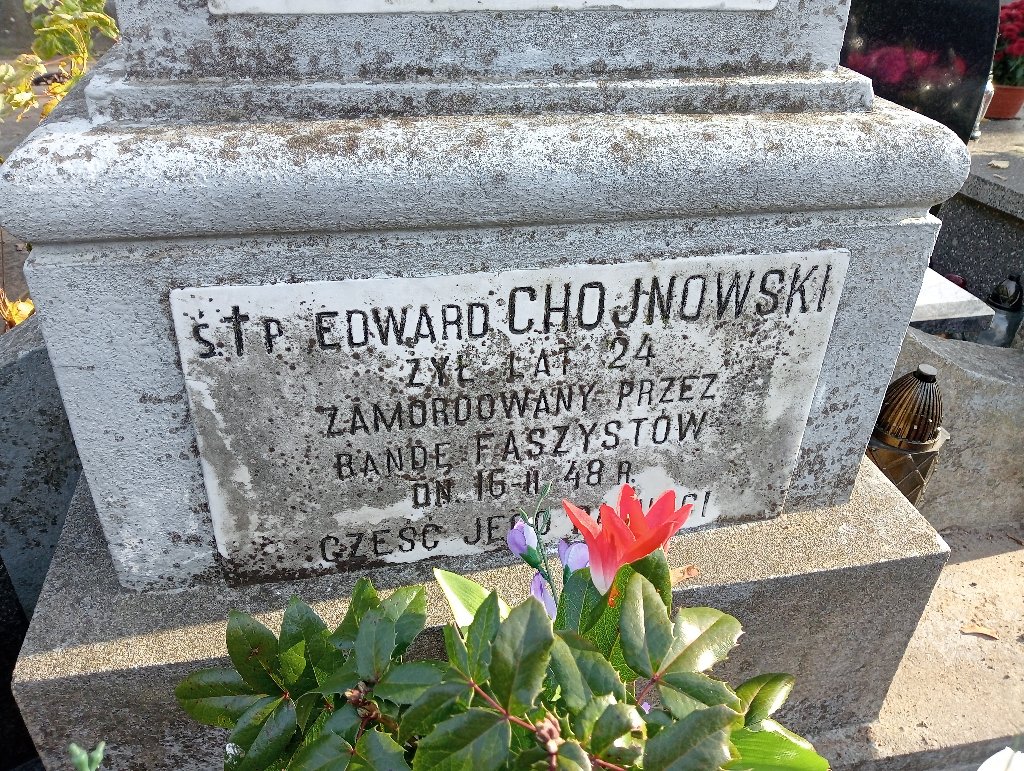 Ś†P EDWARD CHOJNOWSKI
ŻYŁ LAT 24
ZAMORDOWANY PRZEZ
BANDĘ FASZYSTÓW
DN 16-II 48 R.
CZEŚĆ JEGO